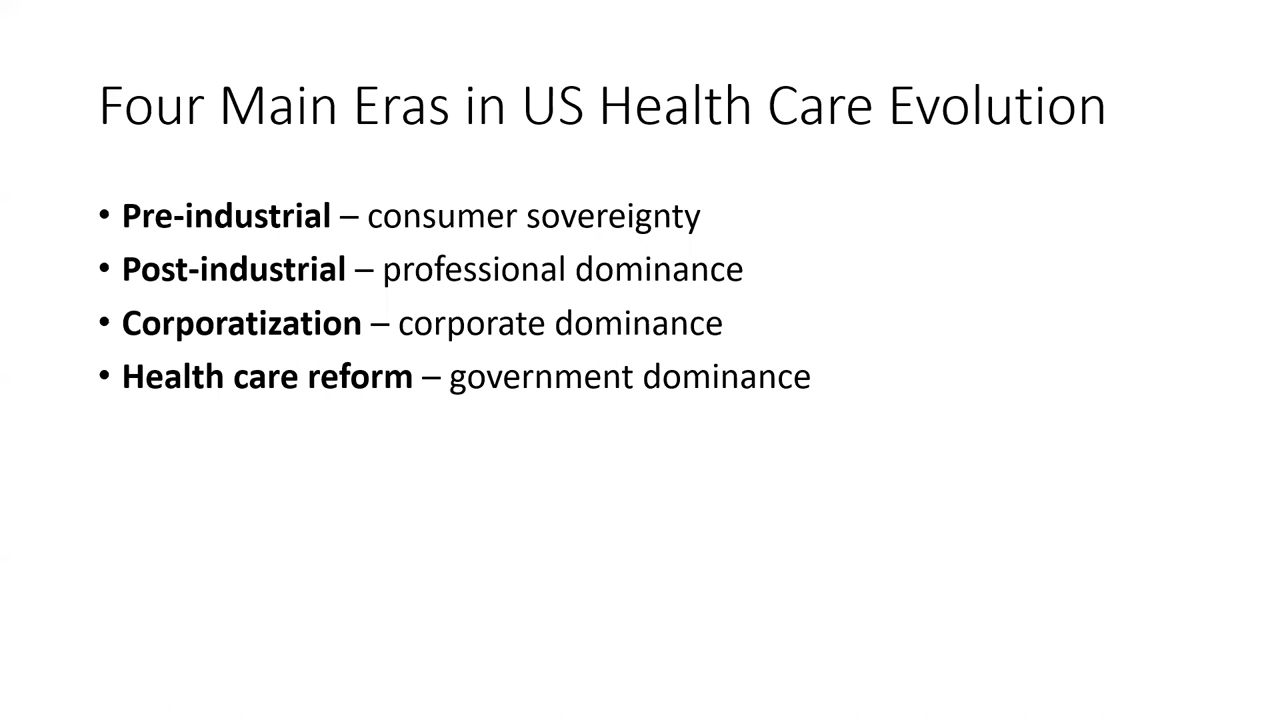 Four Main Eras in US Health Care Evolution
• Pre-industrial – consumer sovereignty
• Post-industrial – professional dominance
• Corporatization – corporate dominance
• Health care reform – government dominance